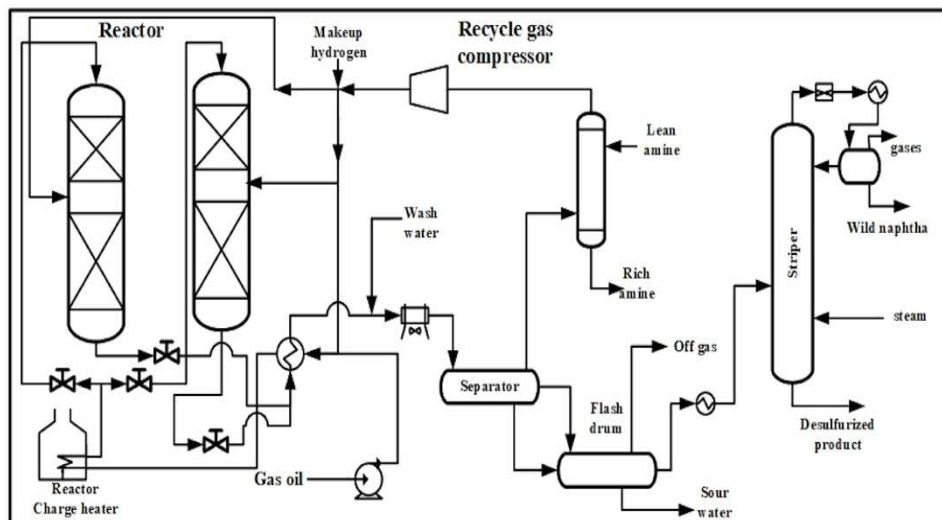 Reactor
Makeup
hydrogen
Recycle gas
compressor
Lean
amine
gases
Wild naphtha
Wash
water
Rich
amine
Striper
steam
Off gas
Separator
Flash
drum
Desulfurized
product
Gas oil
Reactor
Charge heater
Sour
water